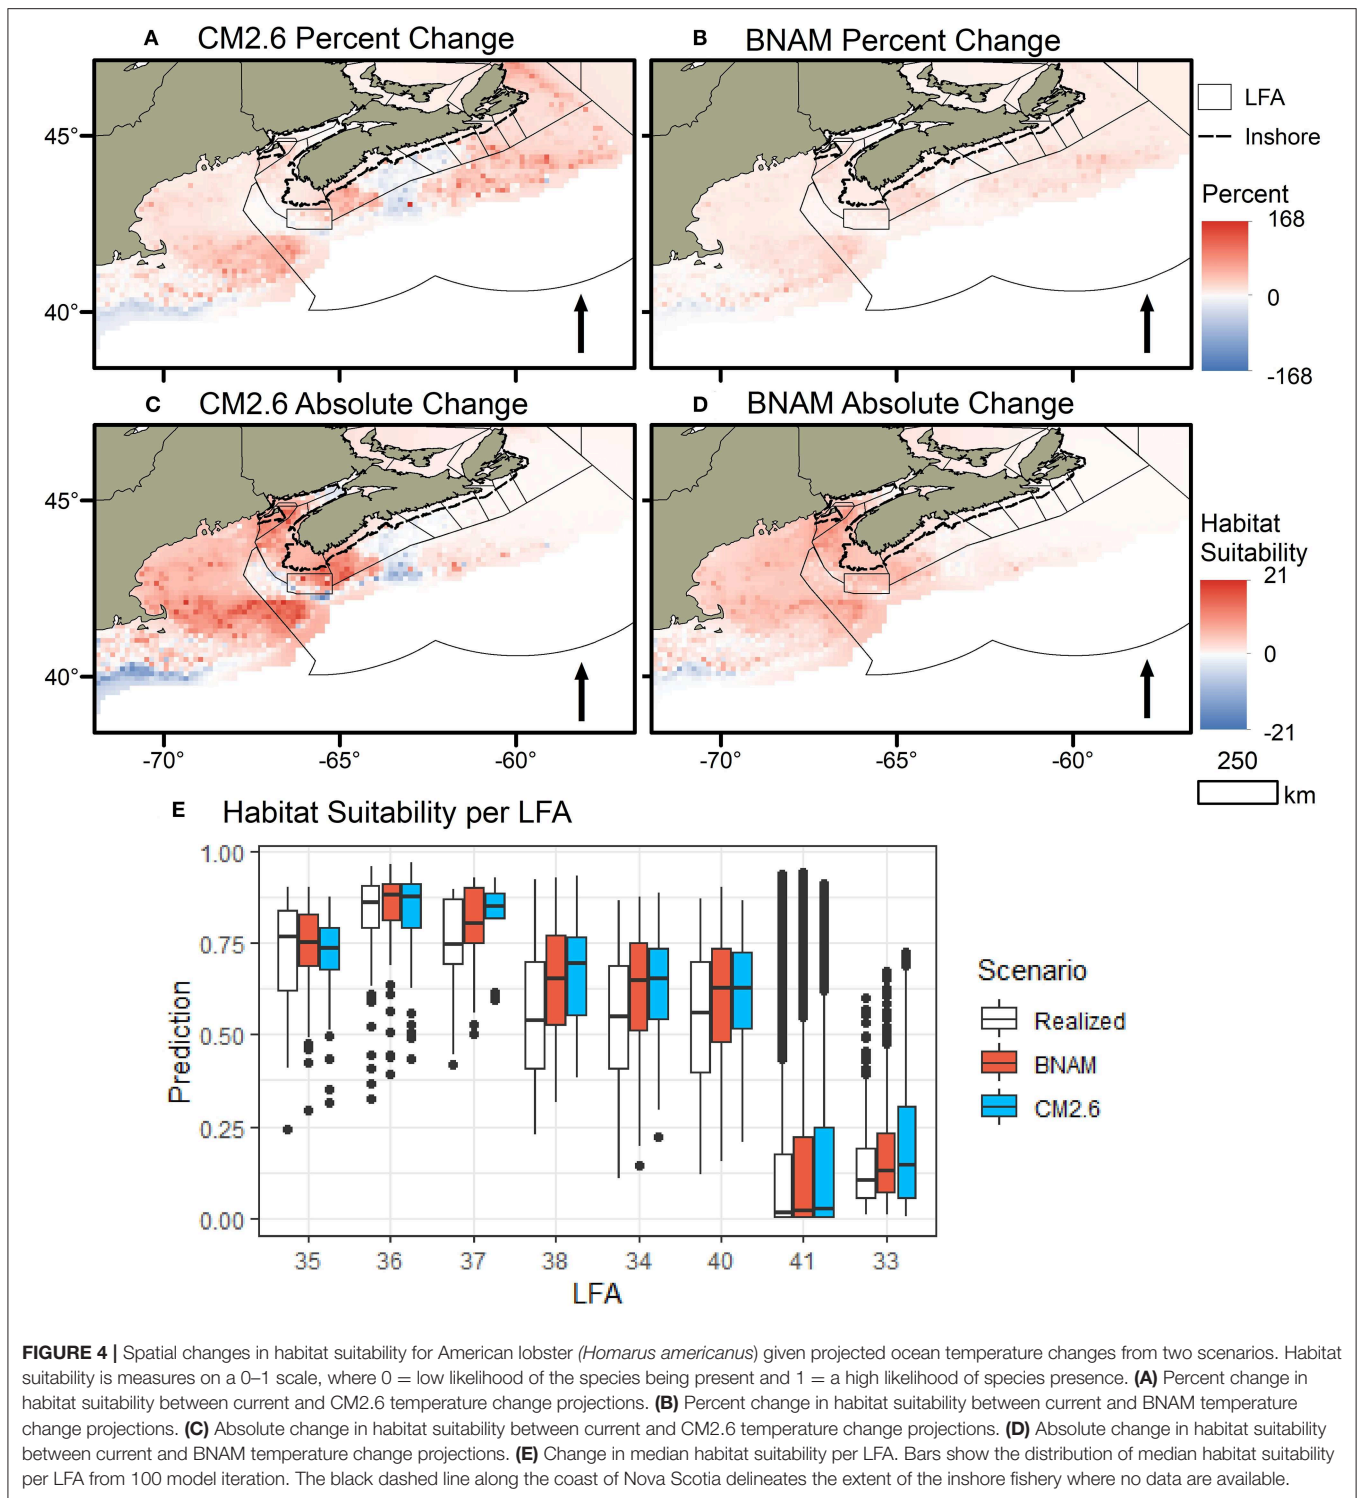 A CM2.6 Percent Change
B BNAM Percent Change
45°
40°
LFA
Inshore
Percent
168
0
-168
C CM2.6 Absolute Change
D BNAM Absolute Change
45°
40°
-70° -65° -60°
-70° -65° -60°
Habitat
Suitability
21
0
-21
250
km
E Habitat Suitability per LFA
1.00
0.75
0.50
0.25
0.00
Prediction
35 36 37 38 34 40 41 33
LFA
Scenario
Realized
BNAM
CM2.6
FIGURE 4 | Spatial changes in habitat suitability for American lobster (Homarus americanus) given projected ocean temperature changes from two scenarios. Habitat
suitability is measures on a 0–1 scale, where 0 = low likelihood of the species being present and 1 = a high likelihood of species presence. (A) Percent change in
habitat suitability between current and CM2.6 temperature change projections. (B) Percent change in habitat suitability between current and BNAM temperature
change projections. (C) Absolute change in habitat suitability between current and CM2.6 temperature change projections. (D) Absolute change in habitat suitability
between current and BNAM temperature change projections. (E) Change in median habitat suitability per LFA. Bars show the distribution of median habitat suitability
per LFA from 100 model iteration. The black dashed line along the coast of Nova Scotia delineates the extent of the inshore fishery where no data are available.